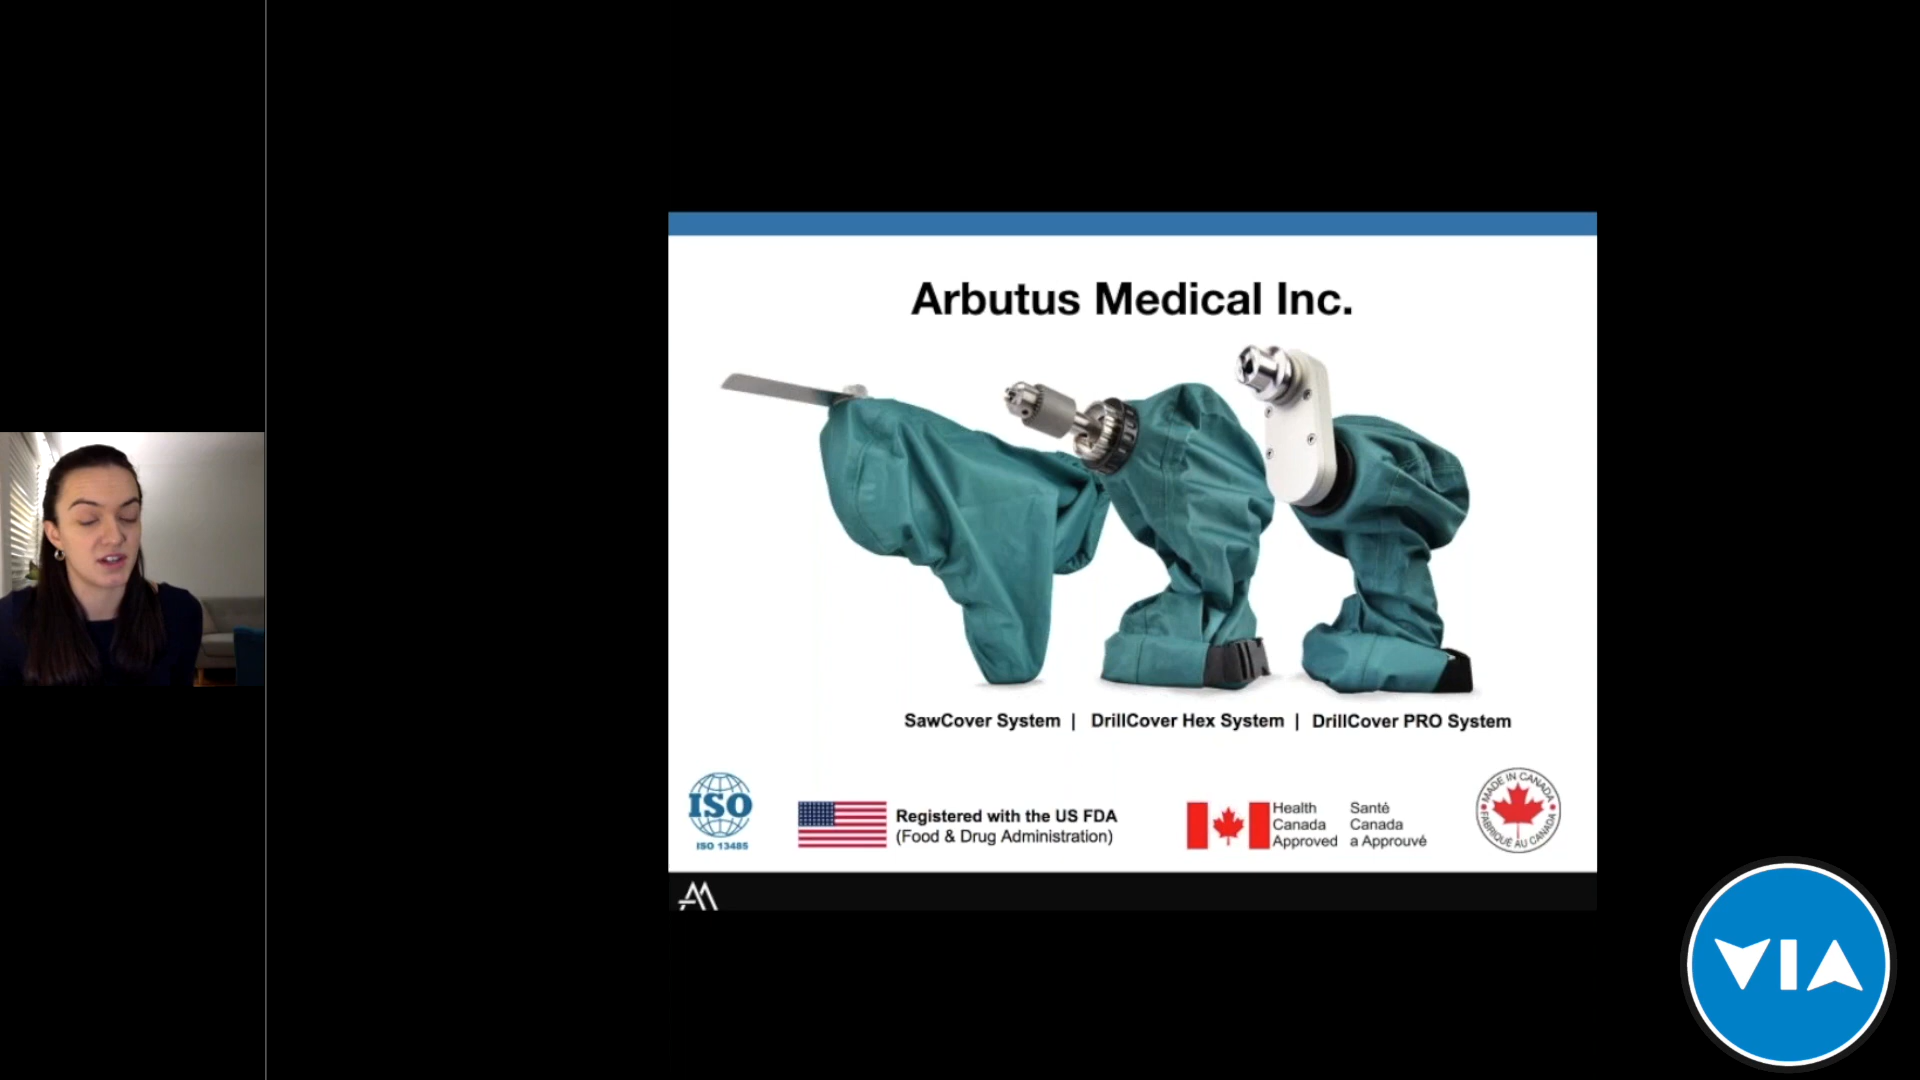 Arbutus Medical Inc.
SawCover System | DrillCover Hex System | DrillCover PRO System
ISO
ISO 13485
Registered with the US FDA
(Food & Drug Administration)
Health
Canada
Approved
Santé
Canada
a Approuvé
MADE IN CANADA
FABRIQUÉ AU CANADA
VIA